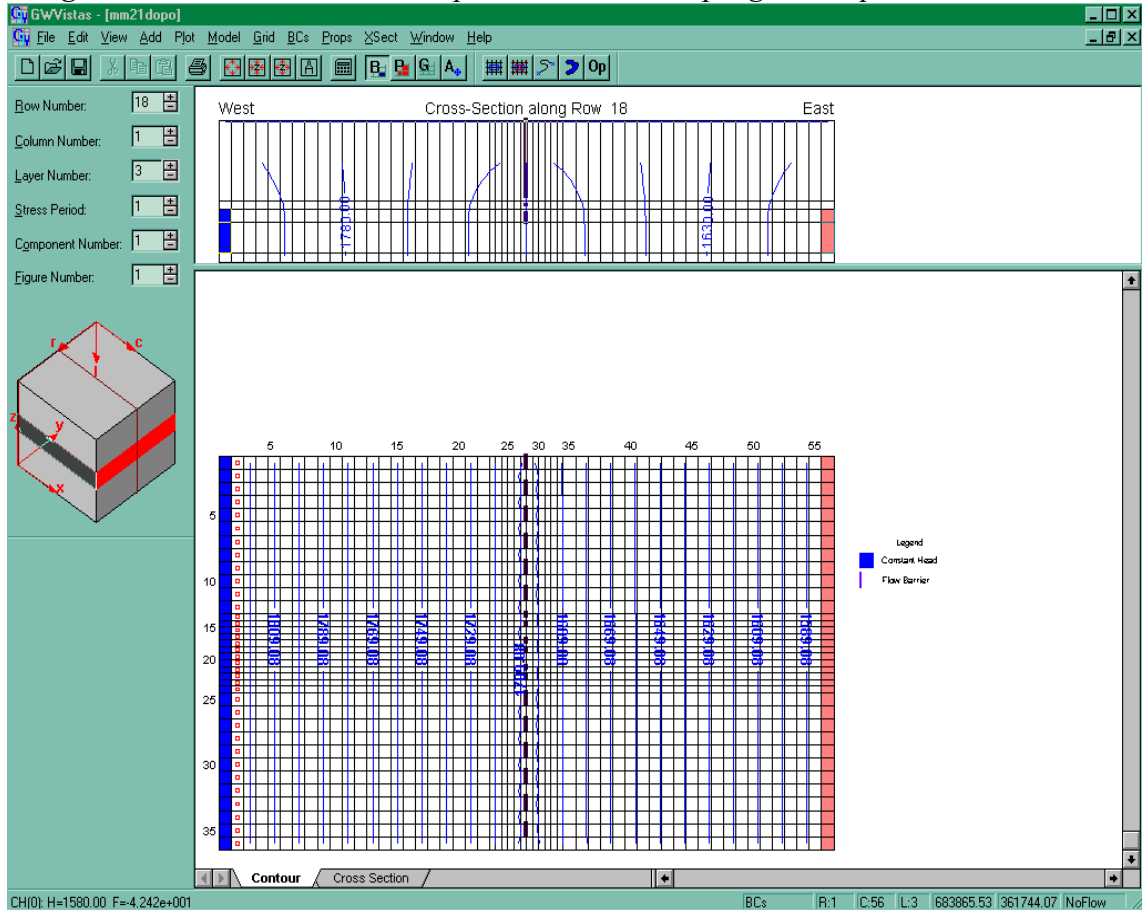 GWVistas - [mm21dopo]
File Edit View Add Plot Model Grid BCs Props XSect Window Help
B P G A Op
Row Number: 18
Column Number: 1
Layer Number: 3
Stress Period: 1
Component Number: 1
Figure Number: 1
r c
l
z y
x
West Cross-Section along Row 18 East
1780.00 1630.00
5 10 15 20 25 30 35 40 45 50 55
5
10
15
20
25
30
35
1809.08 1789.08 1769.08 1749.08 1729.08 1669.08 1649.08 1629.08 1609.08
Legend
Constant Head
Flow Barrier
Contour Cross Section
CH(0): H=1580.00 F=-4.242e+001 BCs R:1 C:56 L:3 683865.53 361744.07 NoFlow